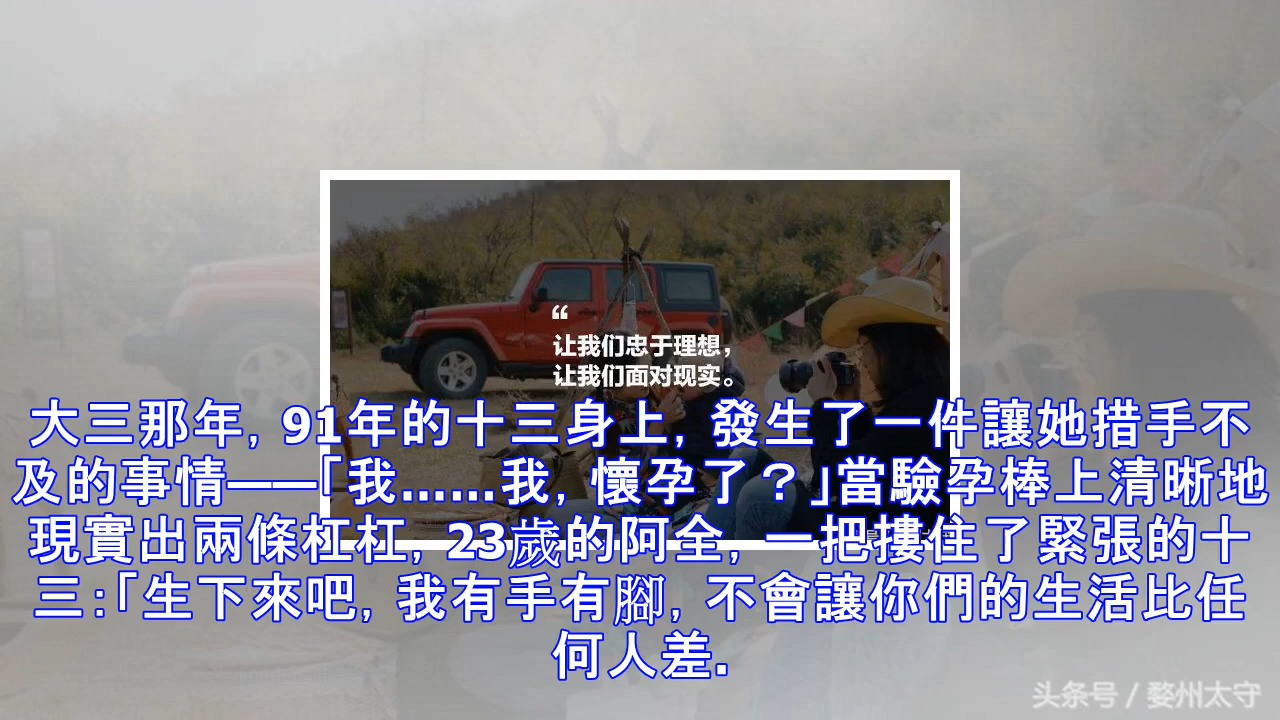 “
让我们忠于理想，
让我们面对现实。
大三那年, 91年的十三身上, 發生了一件讓她措手不
及的事情——「我……我, 懷孕了？」當驗孕棒上清晰地
現實出兩條杠杠, 23歲的阿全, 一把摟住了緊張的十
三:「生下來吧, 我有手有腳, 不會讓你們的生活比任
何人差.
头条号 / 婺州太守